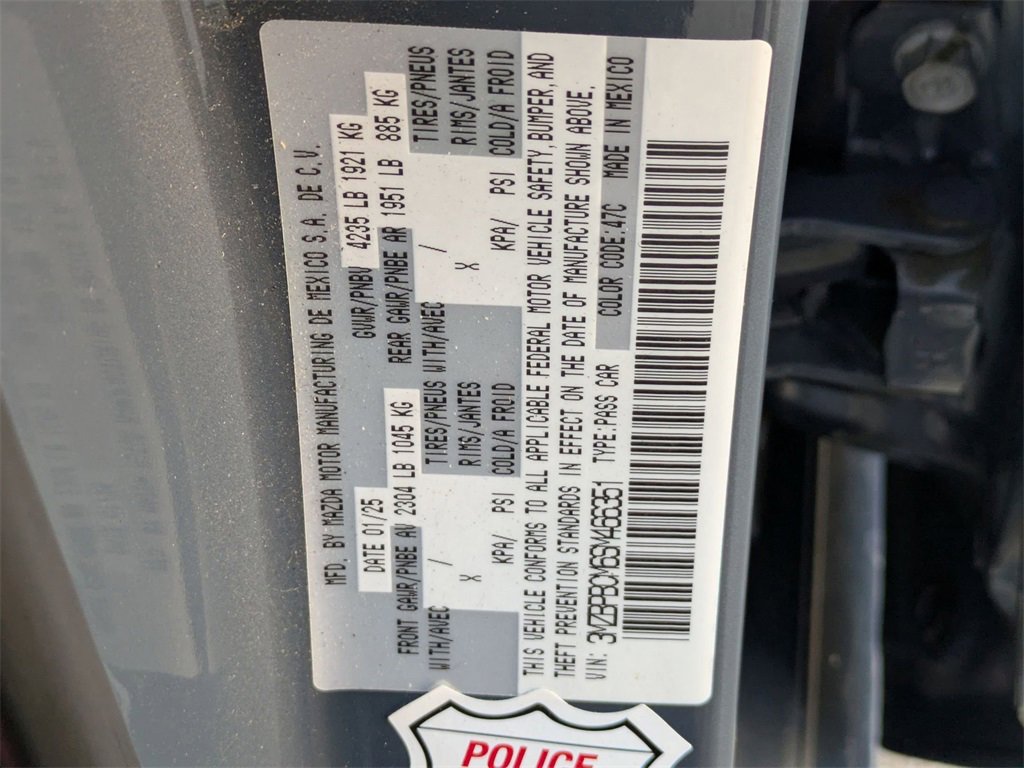 MFD. BY MAZDA MOTOR MANUFACTURING DE MEXICO S.A. DE C.V.
DATE 01/25 GVWR/PNBV 4235 LB 1921 KG
FRONT GAWR/PNBE AV 2304 LB 1045 KG REAR GAWR/PNBE AR 1951 LB 885 KG
WITH/AVEC / TIRES/PNEUS WITH/AVEC / TIRES/PNEUS
X RIMS/JANTES X RIMS/JANTES
KPA/ PSI COLD/A FROID KPA/ PSI COLD/A FROID
THIS VEHICLE CONFORMS TO ALL APPLICABLE FEDERAL MOTOR VEHICLE SAFETY, BUMPER, AND
THEFT PREVENTION STANDARDS IN EFFECT ON THE DATE OF MANUFACTURE SHOWN ABOVE.
VIN: 3MZBPBCM6SM466351 TYPE:PASS CAR COLOR CODE:47C MADE IN MEXICO
POLICE